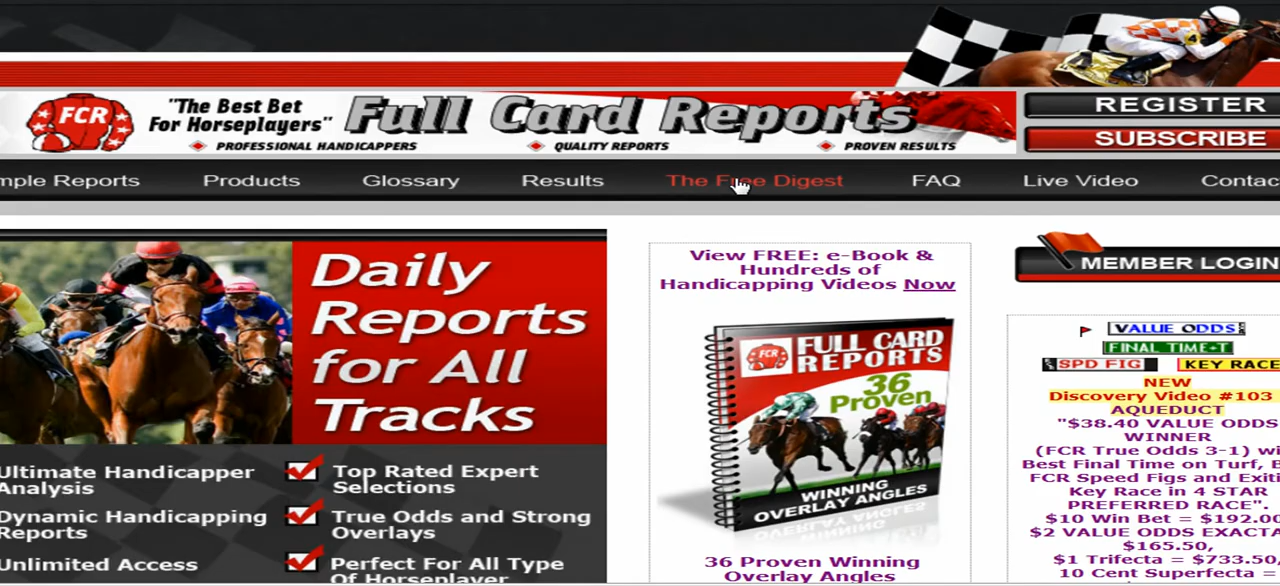 FCR
"The Best Bet
For Horseplayers"
Full Card Reports
PROFESSIONAL HANDICAPPERS
QUALITY REPORTS
PROVEN RESULTS
REGISTER
SUBSCRIBE
mple Reports
Products
Glossary
Results
The Free Digest
FAQ
Live Video
Contac
Daily
Reports
for All
Tracks
Ultimate Handicapper
Analysis
Dynamic Handicapping
Reports
Unlimited Access
Top Rated Expert
Selections
True Odds and Strong
Overlays
Perfect For All Type
Of Horseplayer
View FREE: e-Book &
Hundreds of
Handicapping Videos Now
FCR
FULL CARD
REPORTS
36
Proven
WINNING
OVERLAY ANGLES
36 Proven Winning
Overlay Angles
MEMBER LOGIN
VALUE ODDS
FINAL TIME-T
SPD FIG
KEY RACE
NEW
Discovery Video #103
AQUEDUCT
"$38.40 VALUE ODDS
WINNER
(FCR True Odds 3-1) wi
Best Final Time on Turf, B
FCR Speed Figs and Exiti
Key Race in 4 STAR
PREFERRED RACE".
$10 Win Bet = $192.00
$2 VALUE ODDS EXACTA
$165.50,
$1 Trifecta = $733.50,
10 Cent Superfecta =